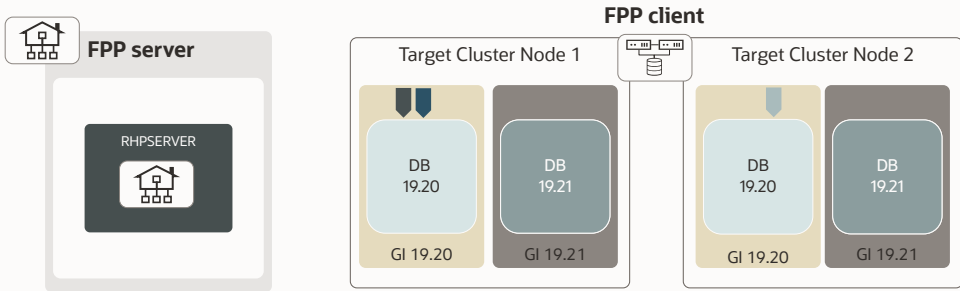 FPP client
FPP server
RHPSERVER
Target Cluster Node 1
DB
19.20
GI 19.20
DB
19.21
GI 19.21
Target Cluster Node 2
DB
19.20
GI 19.20
DB
19.21
GI 19.21